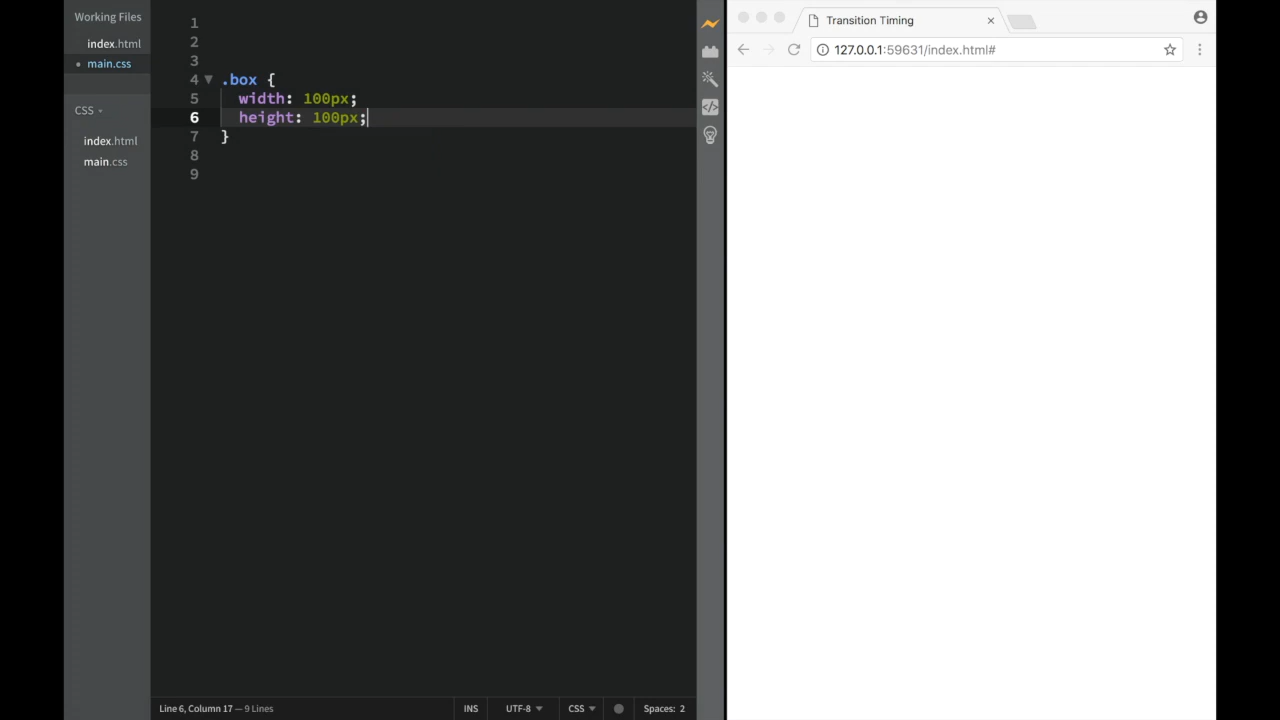 Working Files
index.html
• main.css
CSS
index.html
main.css
1
2
3
4 .box {
5 width: 100px;
6 height: 100px;
7 }
8
9
Line 6, Column 17 — 9 Lines
INS
UTF-8
CSS
Spaces: 2
Transition Timing
127.0.0.1:59631/index.html#